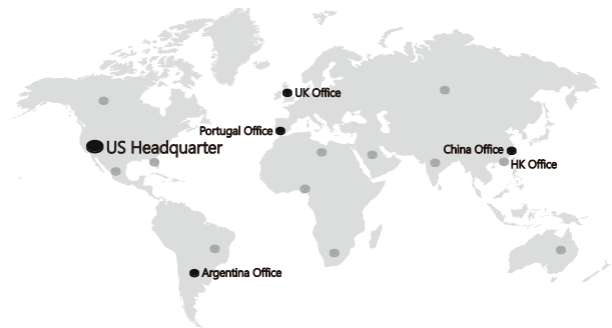 UK Office
Portugal Office
US Headquarter
China Office
HK Office
Argentina Office